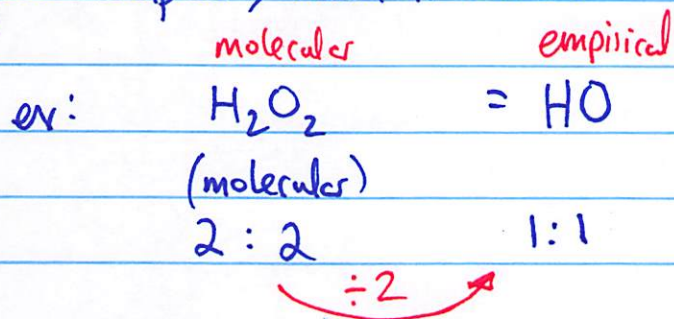 molecular empirical
ex: H₂O₂ = HO
(molecular)
2 : 2 1:1
÷2